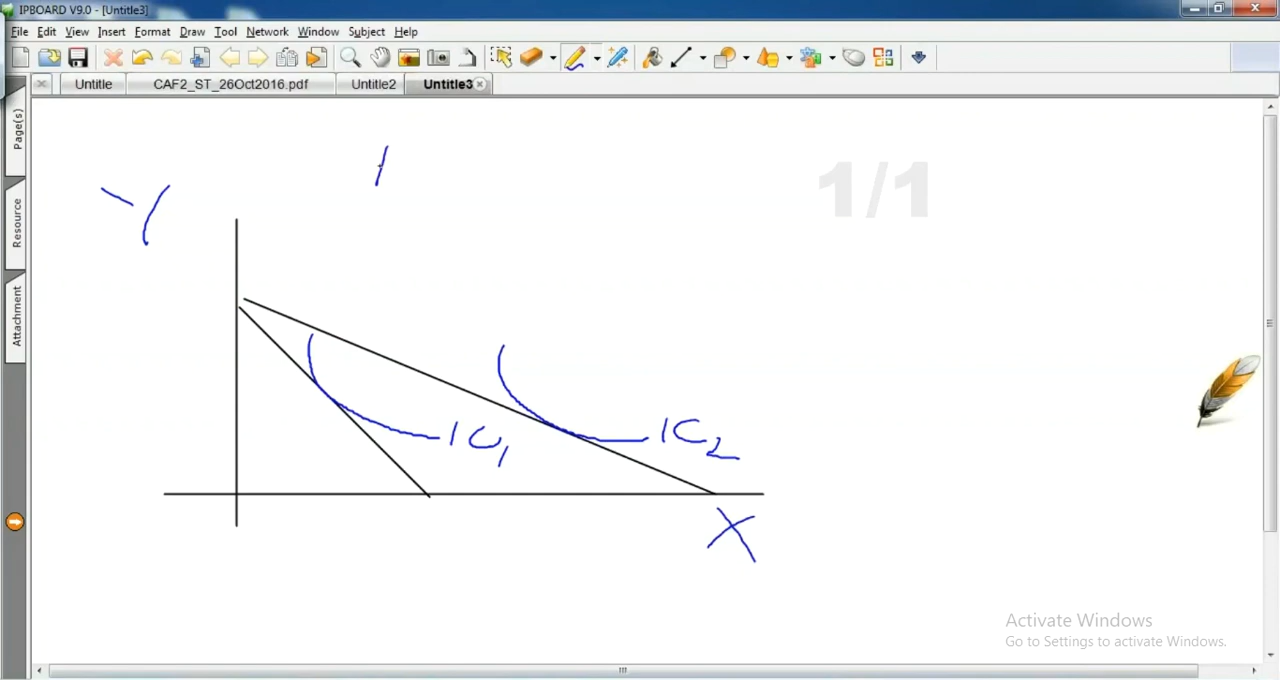 IPBOARD V9.0 - [Untitle3]
File Edit View Insert Format Draw Tool Network Window Subject Help
Untitle CAF2_ST_26Oct2016.pdf Untitle2 Untitle3
Page(s)
Resource
Attachment
1/1
Y
IC1
IC2
X
Activate Windows
Go to Settings to activate Windows.